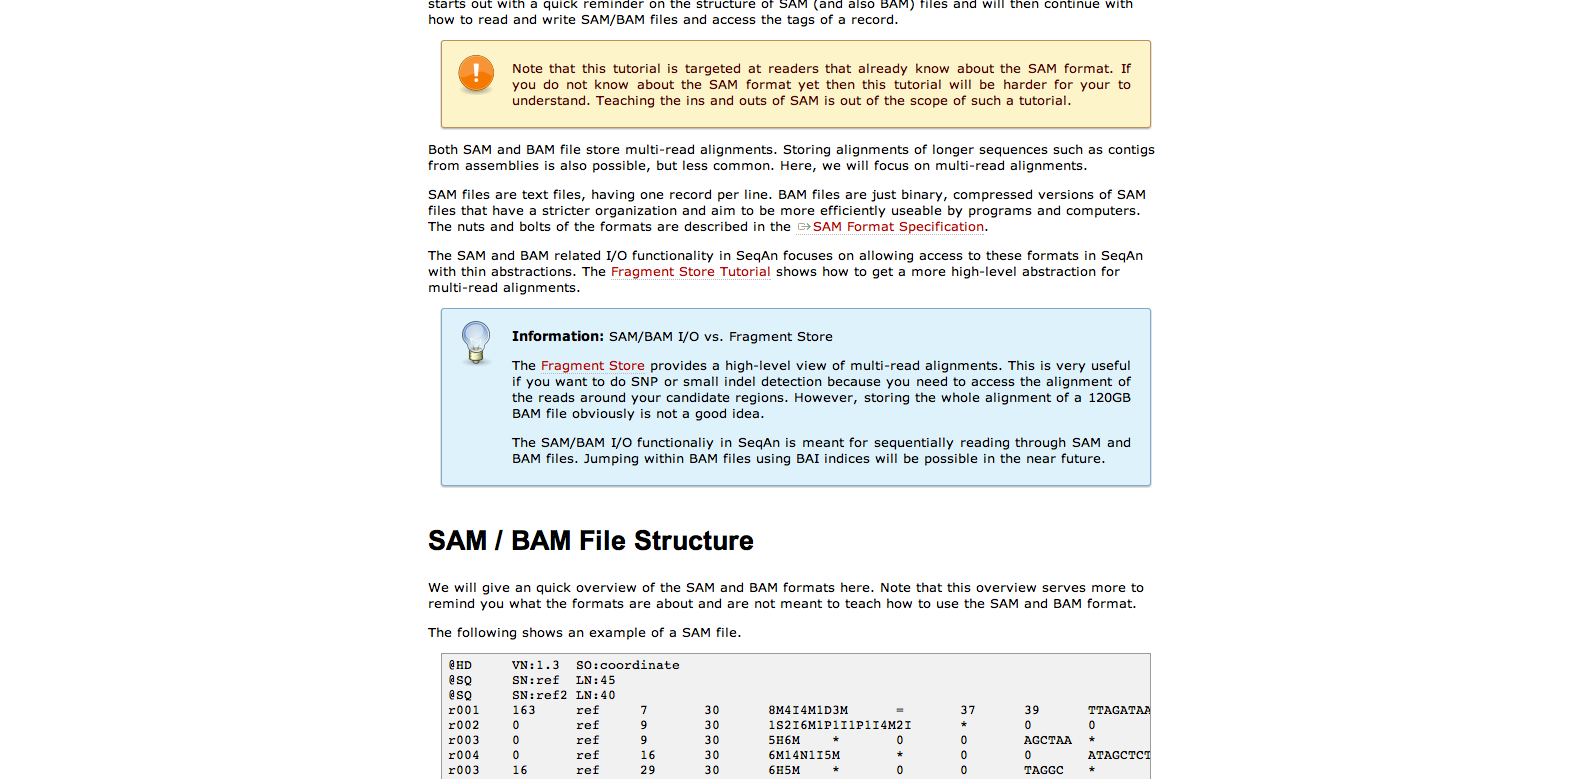 starts out with a quick reminder on the structure of SAM (and also BAM) files and will then continue with
how to read and write SAM/BAM files and access the tags of a record.
Note that this tutorial is targeted at readers that already know about the SAM format. If
you do not know about the SAM format yet then this tutorial will be harder for your to
understand. Teaching the ins and outs of SAM is out of the scope of such a tutorial.
Both SAM and BAM file store multi-read alignments. Storing alignments of longer sequences such as contigs
from assemblies is also possible, but less common. Here, we will focus on multi-read alignments.
SAM files are text files, having one record per line. BAM files are just binary, compressed versions of SAM
files that have a stricter organization and aim to be more efficiently useable by programs and computers.
The nuts and bolts of the formats are described in the SAM Format Specification.
The SAM and BAM related I/O functionality in SeqAn focuses on allowing access to these formats in SeqAn
with thin abstractions. The Fragment Store Tutorial shows how to get a more high-level abstraction for
multi-read alignments.
Information: SAM/BAM I/O vs. Fragment Store
The Fragment Store provides a high-level view of multi-read alignments. This is very useful
if you want to do SNP or small indel detection because you need to access the alignment of
the reads around your candidate regions. However, storing the whole alignment of a 120GB
BAM file obviously is not a good idea.
The SAM/BAM I/O functionaliy in SeqAn is meant for sequentially reading through SAM and
BAM files. Jumping within BAM files using BAI indices will be possible in the near future.
SAM / BAM File Structure
We will give an quick overview of the SAM and BAM formats here. Note that this overview serves more to
remind you what the formats are about and are not meant to teach how to use the SAM and BAM format.
The following shows an example of a SAM file.
@HD VN:1.3 SO:coordinate
@SQ SN:ref LN:45
@SQ SN:ref2 LN:40
r001 163 ref 7 30 8M4I4M1D3M = 37 39 TTAGATAA
r002 0 ref 9 30 1S2I6M1P1I1P1I4M2I * 0 0
r003 0 ref 9 30 5H6M * 0 0 AGCTAA *
r004 0 ref 16 30 6M14N1I5M * 0 0 ATAGCTCT
r003 16 ref 29 30 6H5M * 0 0 TAGGC *